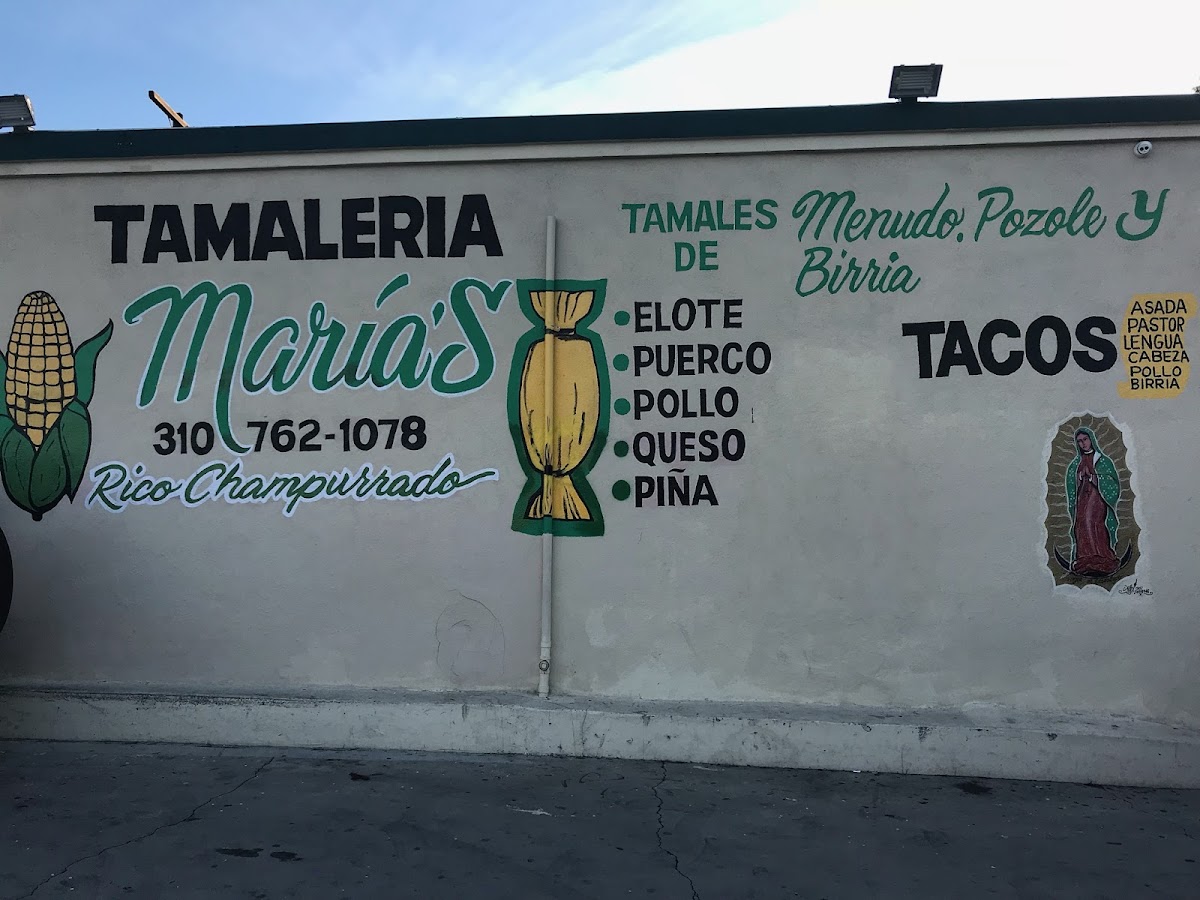 TAMALERIA
María's
310 762-1078
Rico Champurrado
TAMALES
DE
•ELOTE
•PUERCO
•POLLO
•QUESO
•PIÑA
Menudo, Pozole y
Birria
TACOS
ASADA
PASTOR
LENGUA
CABEZA
POLLO
BIRRIA